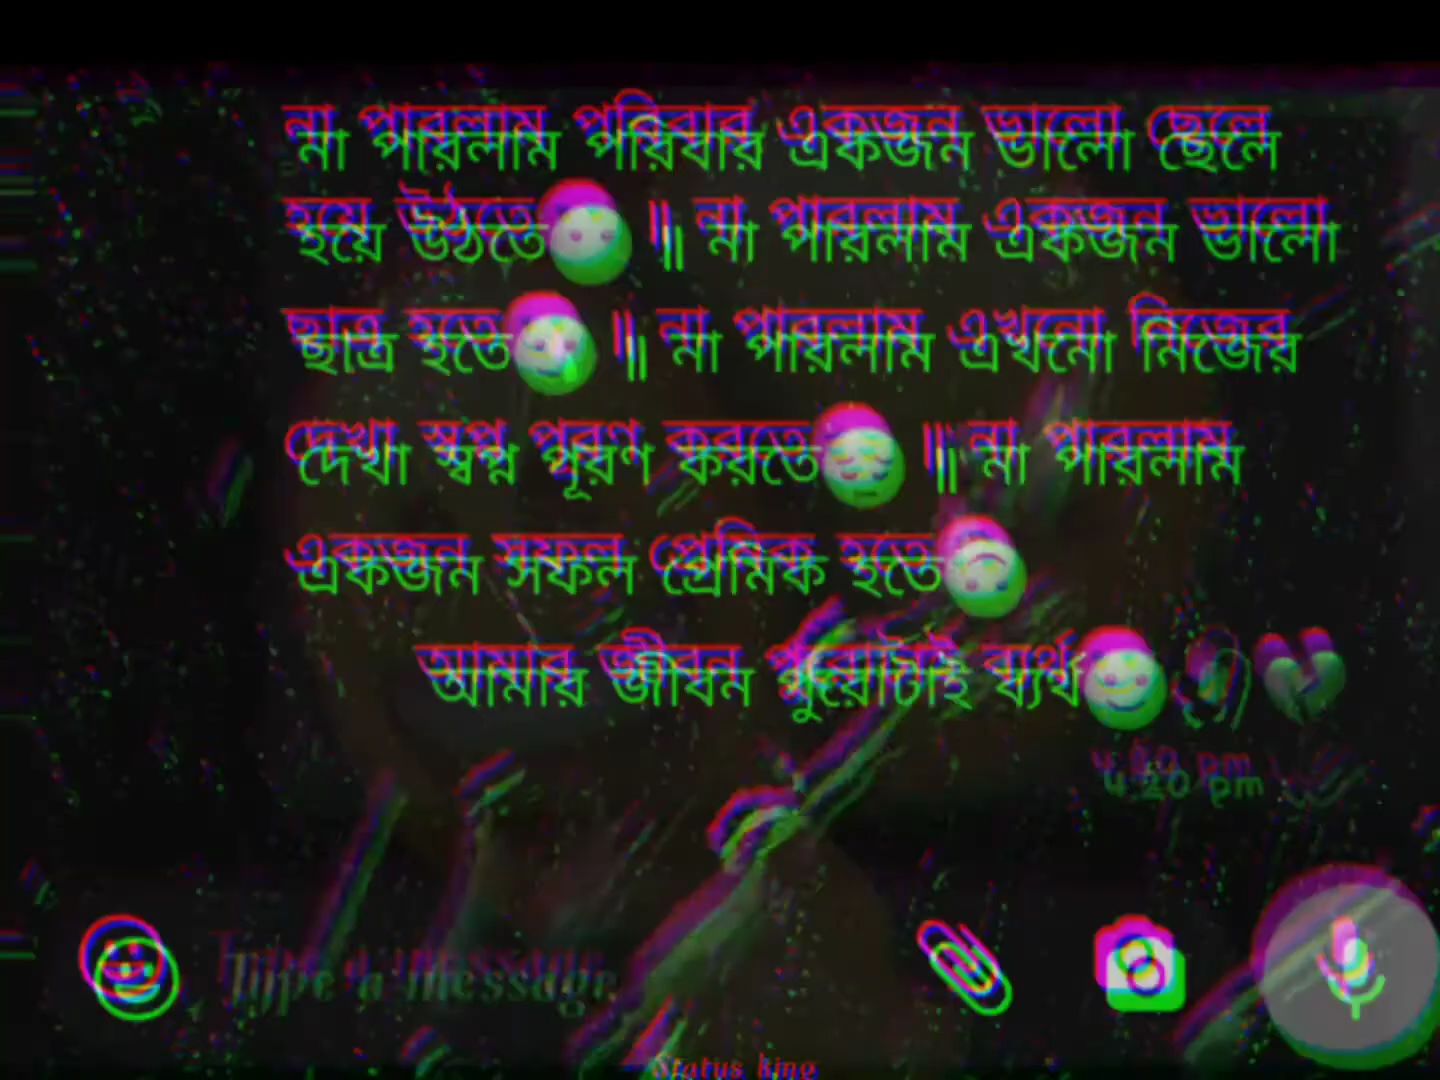 না পারলাম পরিবার একজন ভালো ছেলে
হয়ে উঠতে😶 ॥ না পারলাম একজন ভালো
ছাত্র হতে🥲 ॥ না পারলাম এখনো নিজের
দেখা স্বপ্ন পূরণ করতে😔 ॥ না পারলাম
একজন সফল প্রেমিক হতে🙃
আমার জীবন পুরোটাই ব্যর্থ🙂🥀💔
4:20 pm
Type a message
Status king